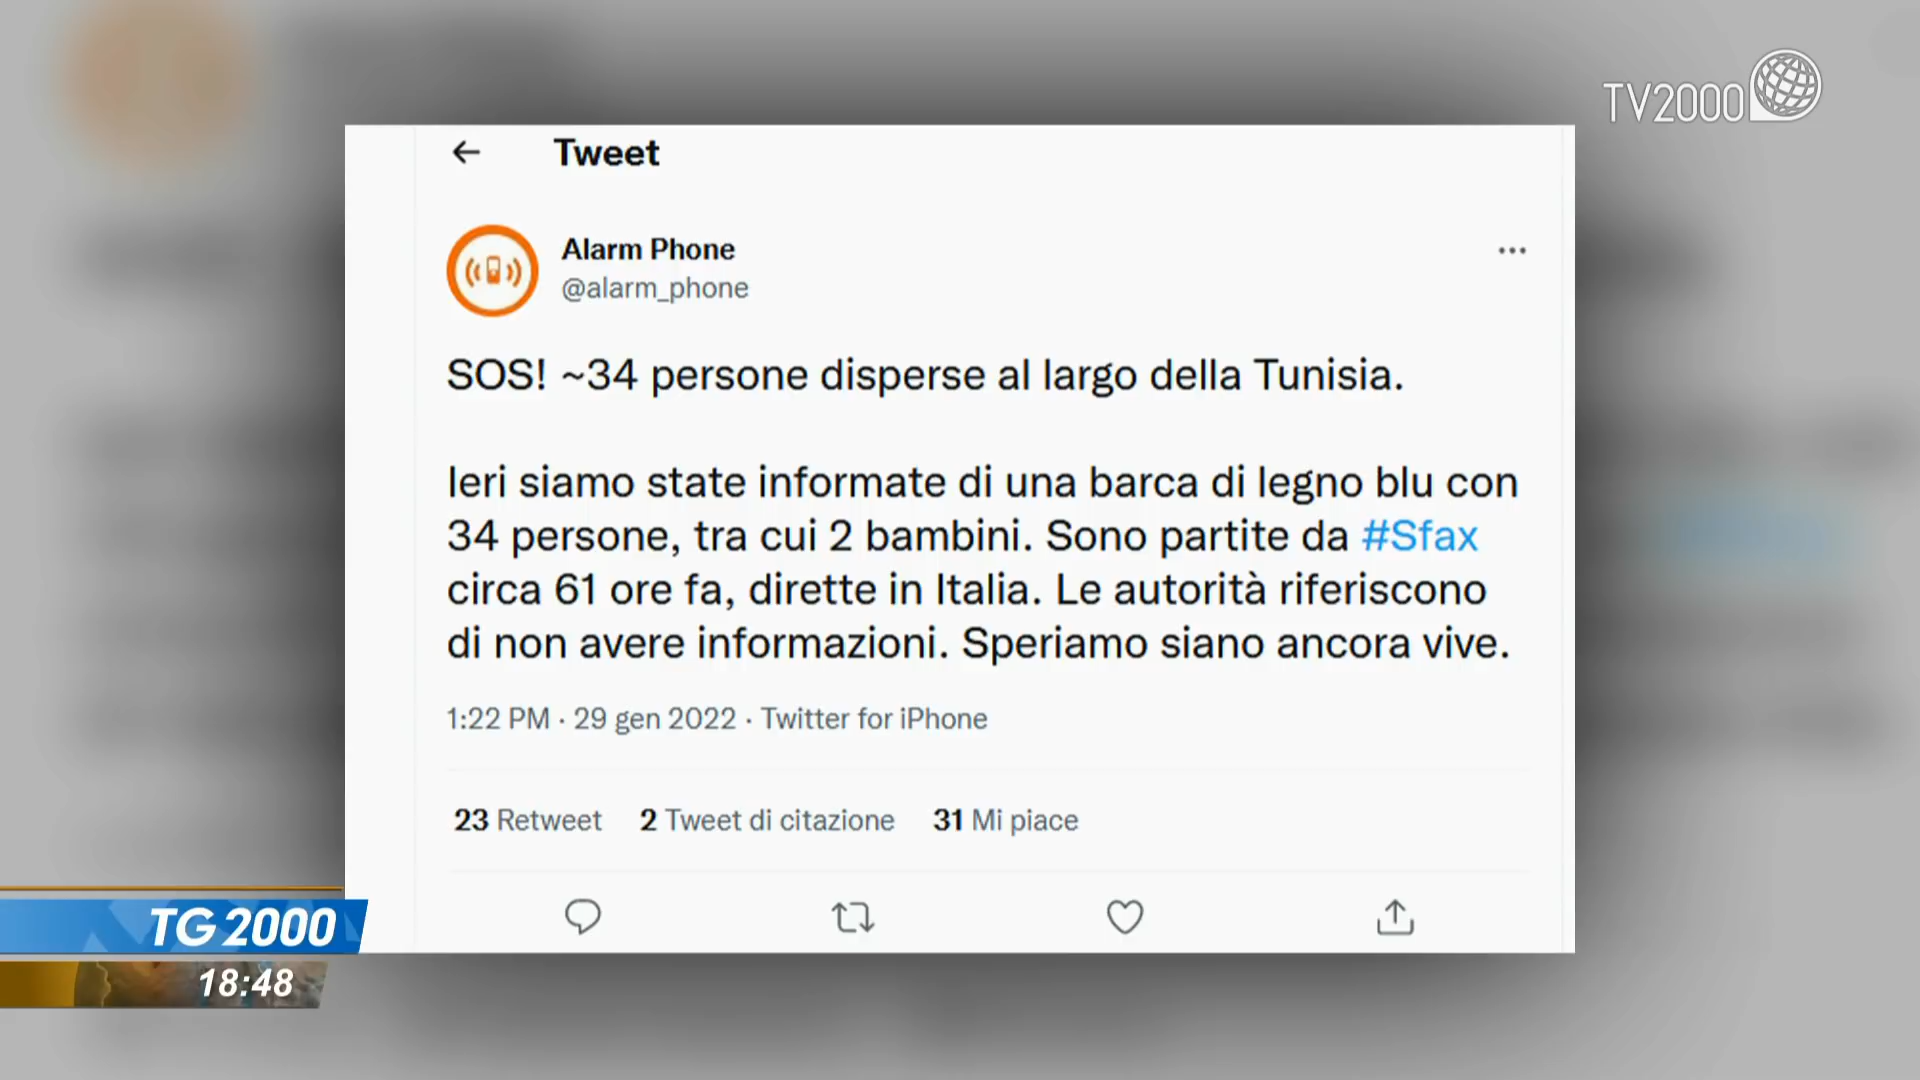 TV2000
Tweet
Alarm Phone
@alarm_phone
SOS! ~34 persone disperse al largo della Tunisia.
Ieri siamo state informate di una barca di legno blu con
34 persone, tra cui 2 bambini. Sono partite da #Sfax
circa 61 ore fa, dirette in Italia. Le autorità riferiscono
di non avere informazioni. Speriamo siano ancora vive.
1:22 PM · 29 gen 2022 · Twitter for iPhone
23 Retweet 2 Tweet di citazione 31 Mi piace
TG 2000
18:48